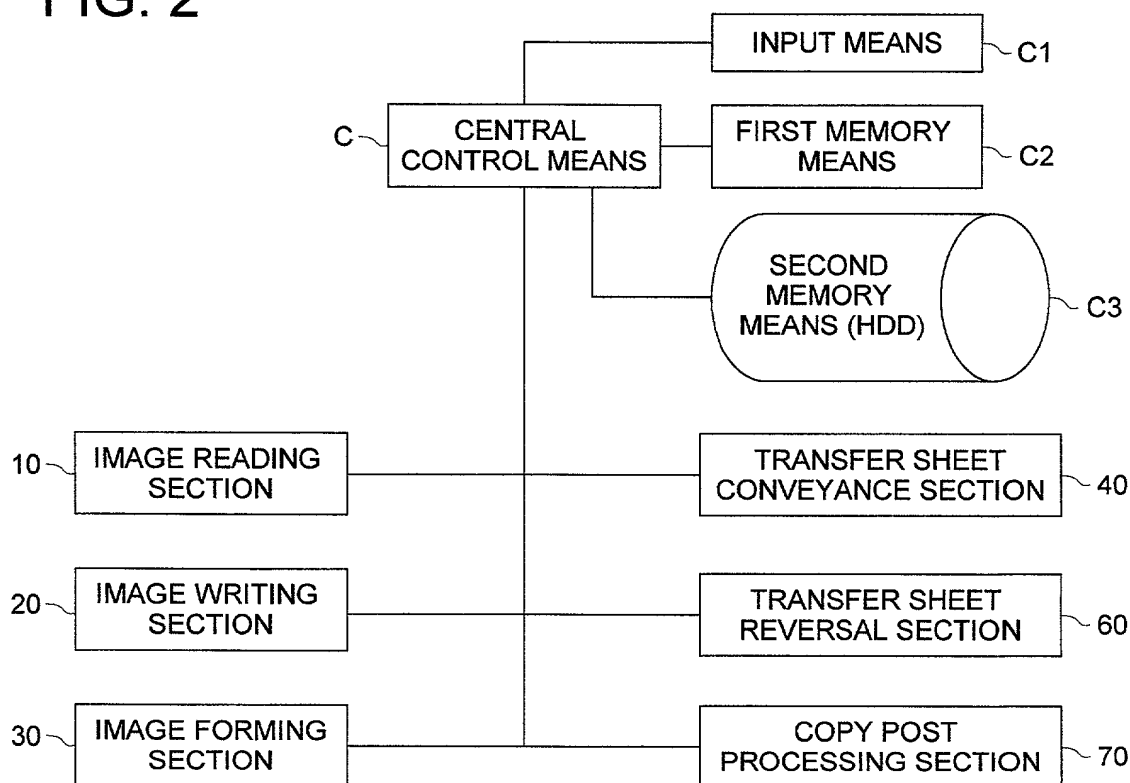 FIG. 2
INPUT MEANS
C1
C
CENTRAL
CONTROL MEANS
FIRST MEMORY
MEANS
C2
SECOND
MEMORY
MEANS (HDD)
C3
10
IMAGE READING
SECTION
TRANSFER SHEET
CONVEYANCE SECTION
40
20
IMAGE WRITING
SECTION
TRANSFER SHEET
REVERSAL SECTION
60
30
IMAGE FORMING
SECTION
COPY POST
PROCESSING SECTION
70